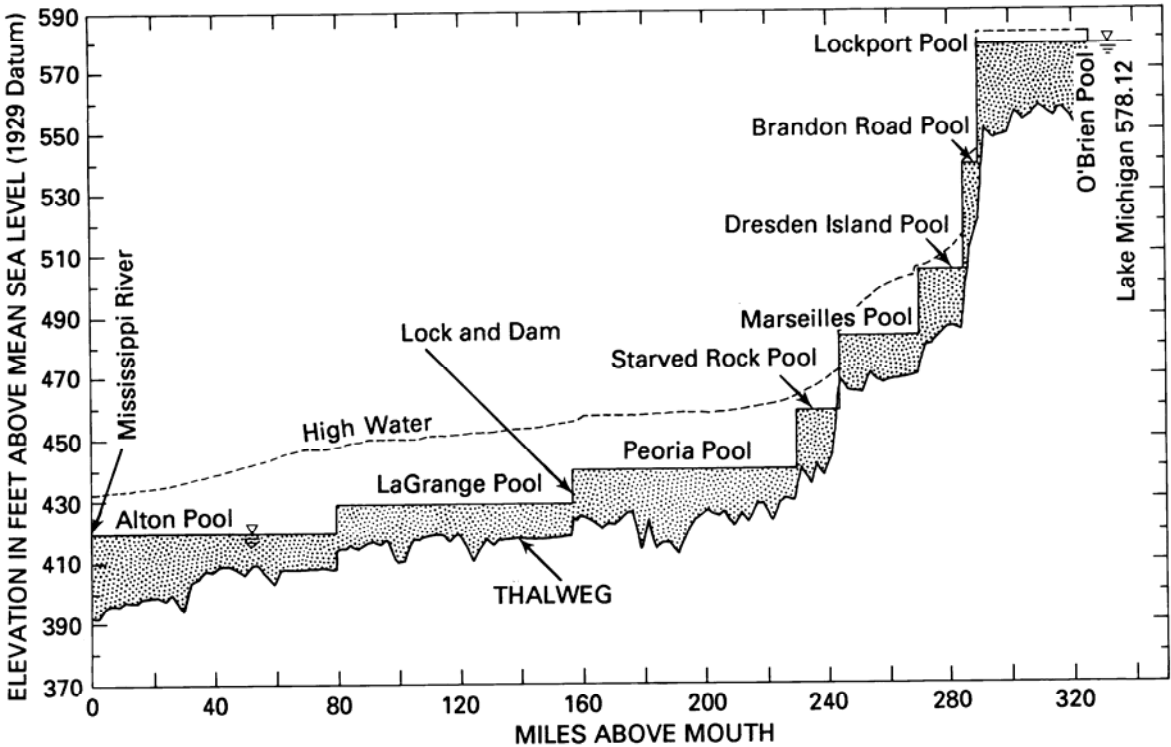 ELEVATION IN FEET ABOVE MEAN SEA LEVEL (1929 Datum)
590
570
550
530
510
490
470
450
430
410
390
370
Lockport Pool
Brandon Road Pool
Dresden Island Pool
Marseilles Pool
Starved Rock Pool
Peoria Pool
LaGrange Pool
Alton Pool
O'Brien Pool
Lake Michigan 578.12
Mississippi River
Lock and Dam
High Water
THALWEG
0
40
80
120
160
200
240
280
320
MILES ABOVE MOUTH